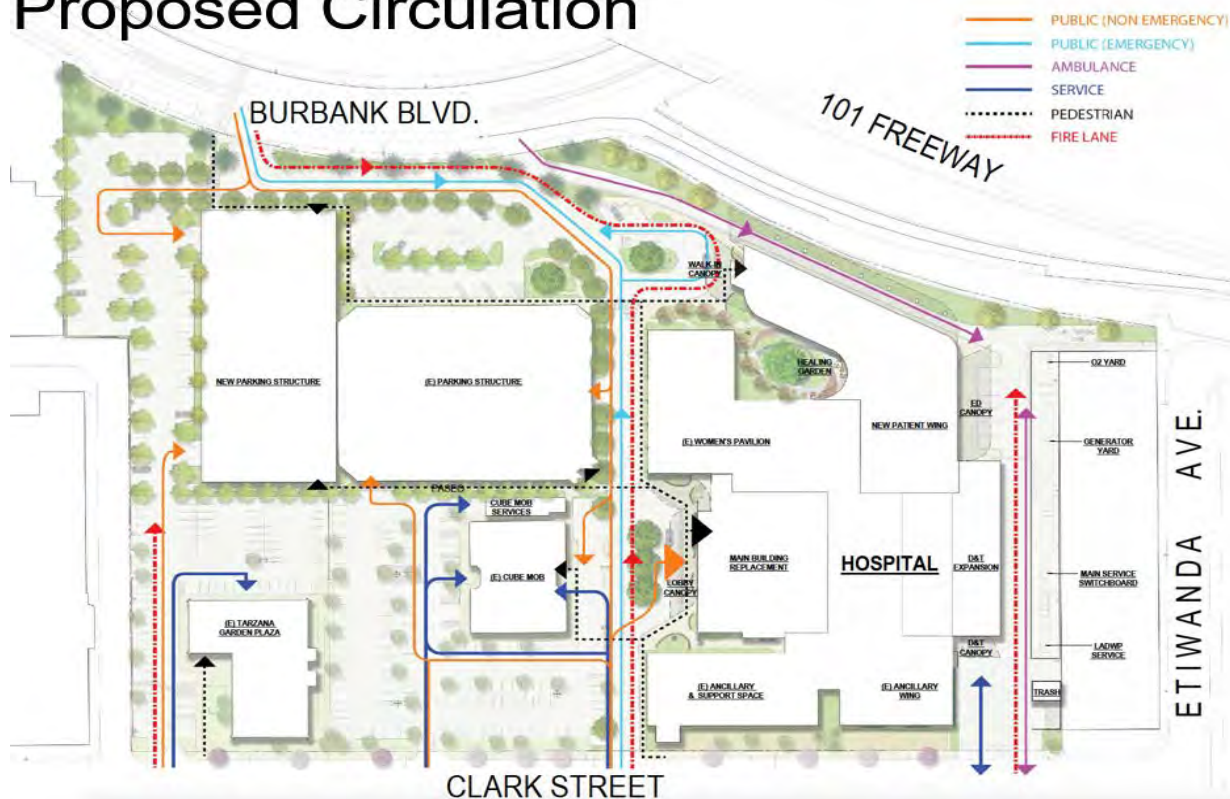 Proposed Circulation
PUBLIC (NON EMERGENCY)
PUBLIC (EMERGENCY)
AMBULANCE
SERVICE
PEDESTRIAN
FIRE LANE
BURBANK BLVD.
101 FREEWAY
WALK-IN
CANOPY
HEALING
GARDEN
O2 YARD
NEW PARKING STRUCTURE
(E) PARKING STRUCTURE
ED
CANOPY
NEW PATIENT WING
(E) WOMEN'S PAVILION
GENERATOR
YARD
PASEO
CUBE MOB
SERVICES
MAIN BUILDING
REPLACEMENT
HOSPITAL
D&T
EXPANSION
(E) CUBE MOB
LOBBY
CANOPY
MAIN SERVICE
SWITCHBOARD
(E) TARZANA
GARDEN PLAZA
D&T
CANOPY
LADWP
SERVICE
(E) ANCILLARY
& SUPPORT SPACE
(E) ANCILLARY
WING
TRASH
ETIWANDA AVE.
CLARK STREET